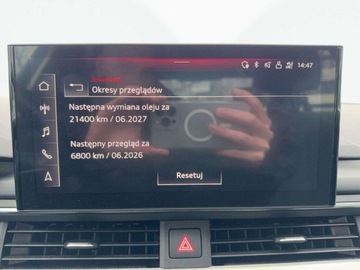 14:47
Okresy przeglądów
Następna wymiana oleju za
21400 km / 06.2027
Następny przegląd za
6800 km / 06.2026
Resetuj